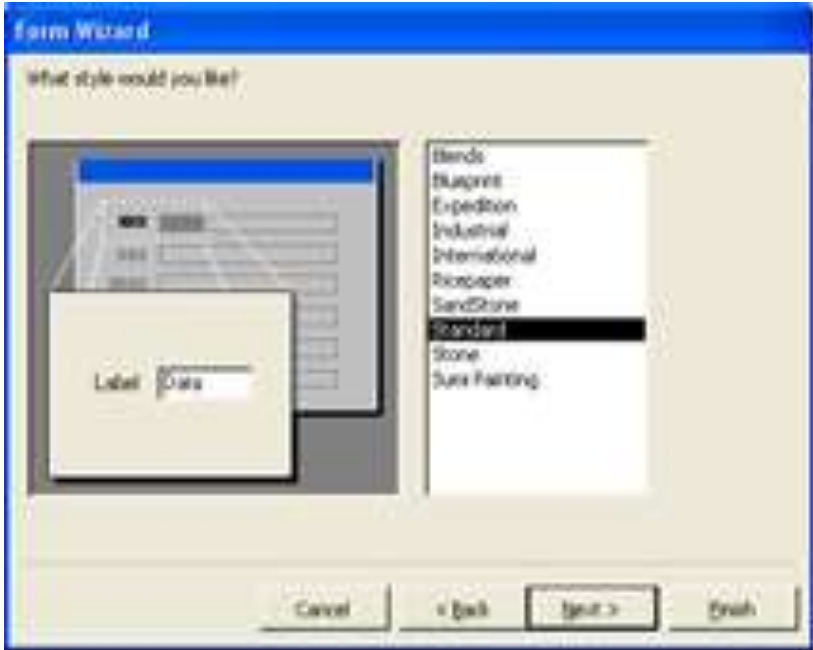 Form Wizard
What style would you like?
Blends
Blueprint
Expedition
Industrial
International
Ricepaper
SandStone
Standard
Stone
Sumi Painting
Label Data
Cancel
< Back
Next >
Finish